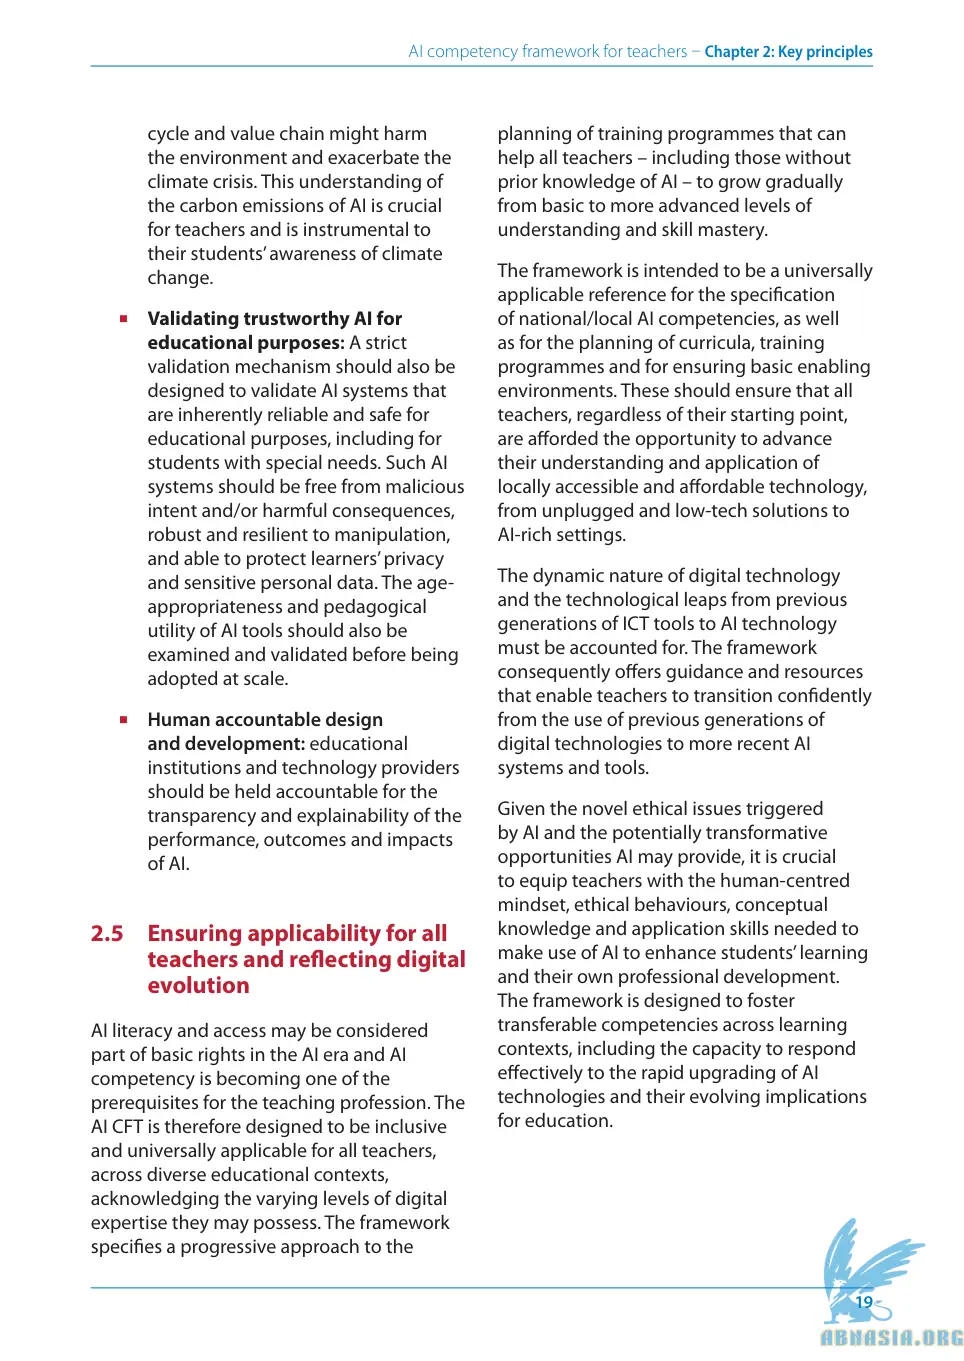 AI competency framework for teachers – Chapter 2: Key principles
cycle and value chain might harm
the environment and exacerbate the
climate crisis. This understanding of
the carbon emissions of AI is crucial
for teachers and is instrumental to
their students’ awareness of climate
change.
▪ Validating trustworthy AI for
educational purposes: A strict
validation mechanism should also be
designed to validate AI systems that
are inherently reliable and safe for
educational purposes, including for
students with special needs. Such AI
systems should be free from malicious
intent and/or harmful consequences,
robust and resilient to manipulation,
and able to protect learners’ privacy
and sensitive personal data. The age-
appropriateness and pedagogical
utility of AI tools should also be
examined and validated before being
adopted at scale.
▪ Human accountable design
and development: educational
institutions and technology providers
should be held accountable for the
transparency and explainability of the
performance, outcomes and impacts
of AI.
2.5 Ensuring applicability for all
teachers and reflecting digital
evolution
AI literacy and access may be considered
part of basic rights in the AI era and AI
competency is becoming one of the
prerequisites for the teaching profession. The
AI CFT is therefore designed to be inclusive
and universally applicable for all teachers,
across diverse educational contexts,
acknowledging the varying levels of digital
expertise they may possess. The framework
specifies a progressive approach to the
planning of training programmes that can
help all teachers – including those without
prior knowledge of AI – to grow gradually
from basic to more advanced levels of
understanding and skill mastery.
The framework is intended to be a universally
applicable reference for the specification
of national/local AI competencies, as well
as for the planning of curricula, training
programmes and for ensuring basic enabling
environments. These should ensure that all
teachers, regardless of their starting point,
are afforded the opportunity to advance
their understanding and application of
locally accessible and affordable technology,
from unplugged and low-tech solutions to
AI-rich settings.
The dynamic nature of digital technology
and the technological leaps from previous
generations of ICT tools to AI technology
must be accounted for. The framework
consequently offers guidance and resources
that enable teachers to transition confidently
from the use of previous generations of
digital technologies to more recent AI
systems and tools.
Given the novel ethical issues triggered
by AI and the potentially transformative
opportunities AI may provide, it is crucial
to equip teachers with the human-centred
mindset, ethical behaviours, conceptual
knowledge and application skills needed to
make use of AI to enhance students’ learning
and their own professional development.
The framework is designed to foster
transferable competencies across learning
contexts, including the capacity to respond
effectively to the rapid upgrading of AI
technologies and their evolving implications
for education.
19
ABNASIA.ORG